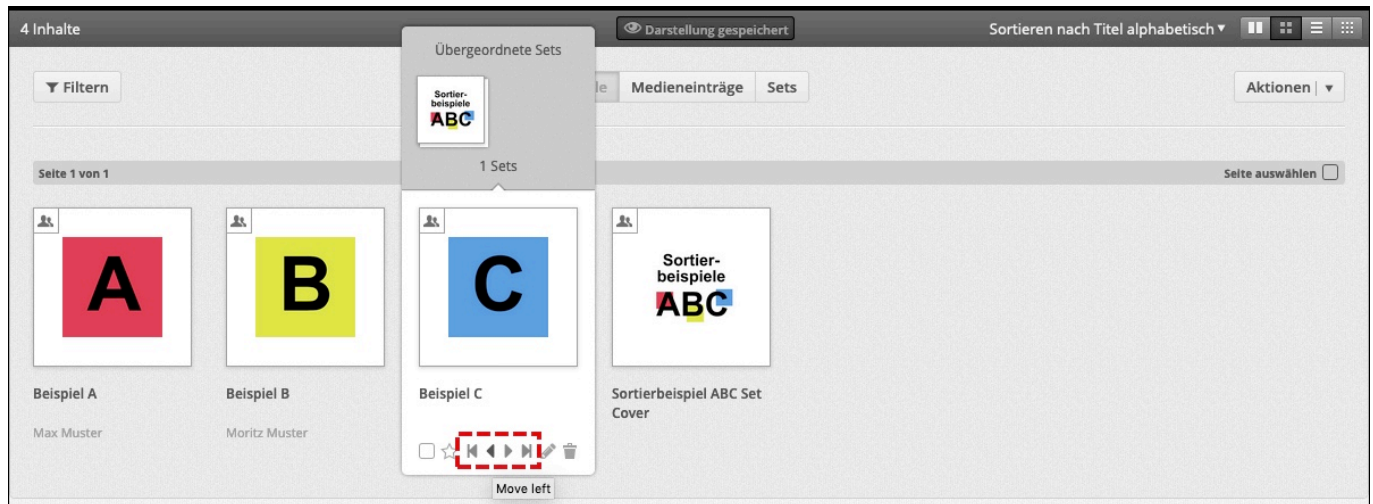 4 Inhalte
Darstellung gespeichert
Sortieren nach Titel alphabetisch
Übergeordnete Sets
Filtern
le
Medieneinträge
Sets
Aktionen
Sortier-
beispiele
ABC
1 Sets
Seite 1 von 1
Seite auswählen
A
B
C
Sortier-
beispiele
ABC
Beispiel A
Beispiel B
Beispiel C
Sortierbeispiel ABC Set
Cover
Max Muster
Moritz Muster
Move left